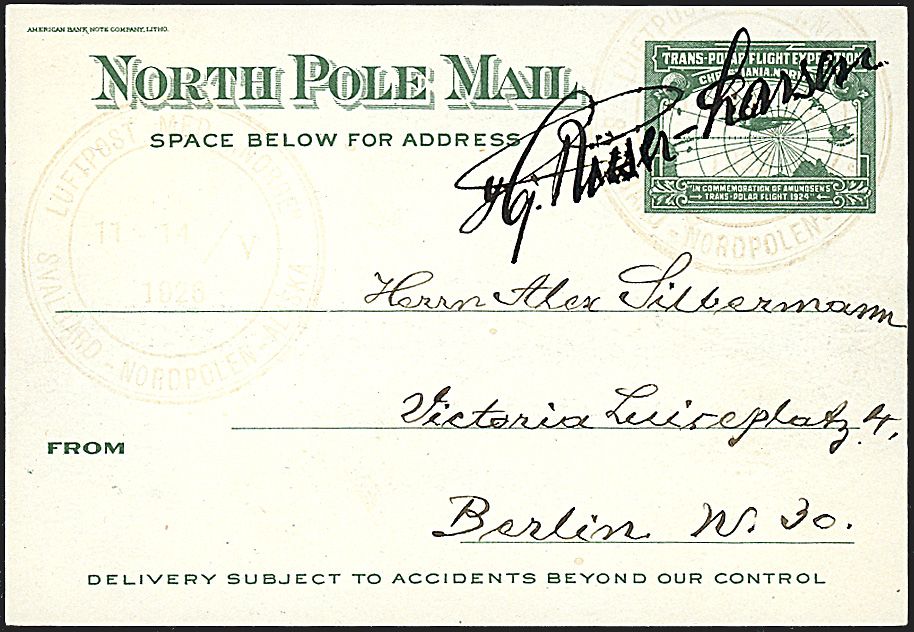 AMERICAN BANK NOTE COMPANY, LITHO.
NORTH POLE MAIL
SPACE BELOW FOR ADDRESS
TRANS-POLAR FLIGHT EXPEDITION
"IN COMMEMORATION OF AMUNDSEN'S
TRANS-POLAR FLIGHT 1924"
Hj. Riiser-Larsen
LUFTPOST MED
11-14/V
1926
SVALBARD - NORDPOLEN - ALASKA
NORDPOLEN
Herrn Alex Silbermann
Victoria Luiseplatz 4,
FROM
Berlin W. 30.
DELIVERY SUBJECT TO ACCIDENTS BEYOND OUR CONTROL